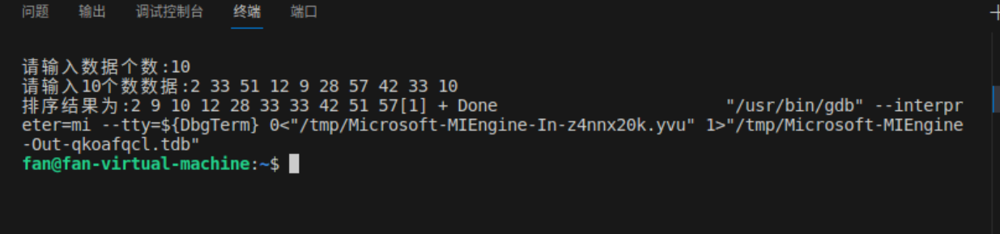 问题 输出 调试控制台 终端 端口
请输入数据个数:10
请输入10个数数据:2 33 51 12 9 28 57 42 33 10
排序结果为:2 9 10 12 28 33 33 42 51 57[1] + Done                       "/usr/bin/gdb" --interpr
eter=mi --tty=${DbgTerm} 0<"/tmp/Microsoft-MIEngine-In-z4nnx20k.yvu" 1>"/tmp/Microsoft-MIEngine
-Out-qkoafqcl.tdb"
fan@fan-virtual-machine:~$